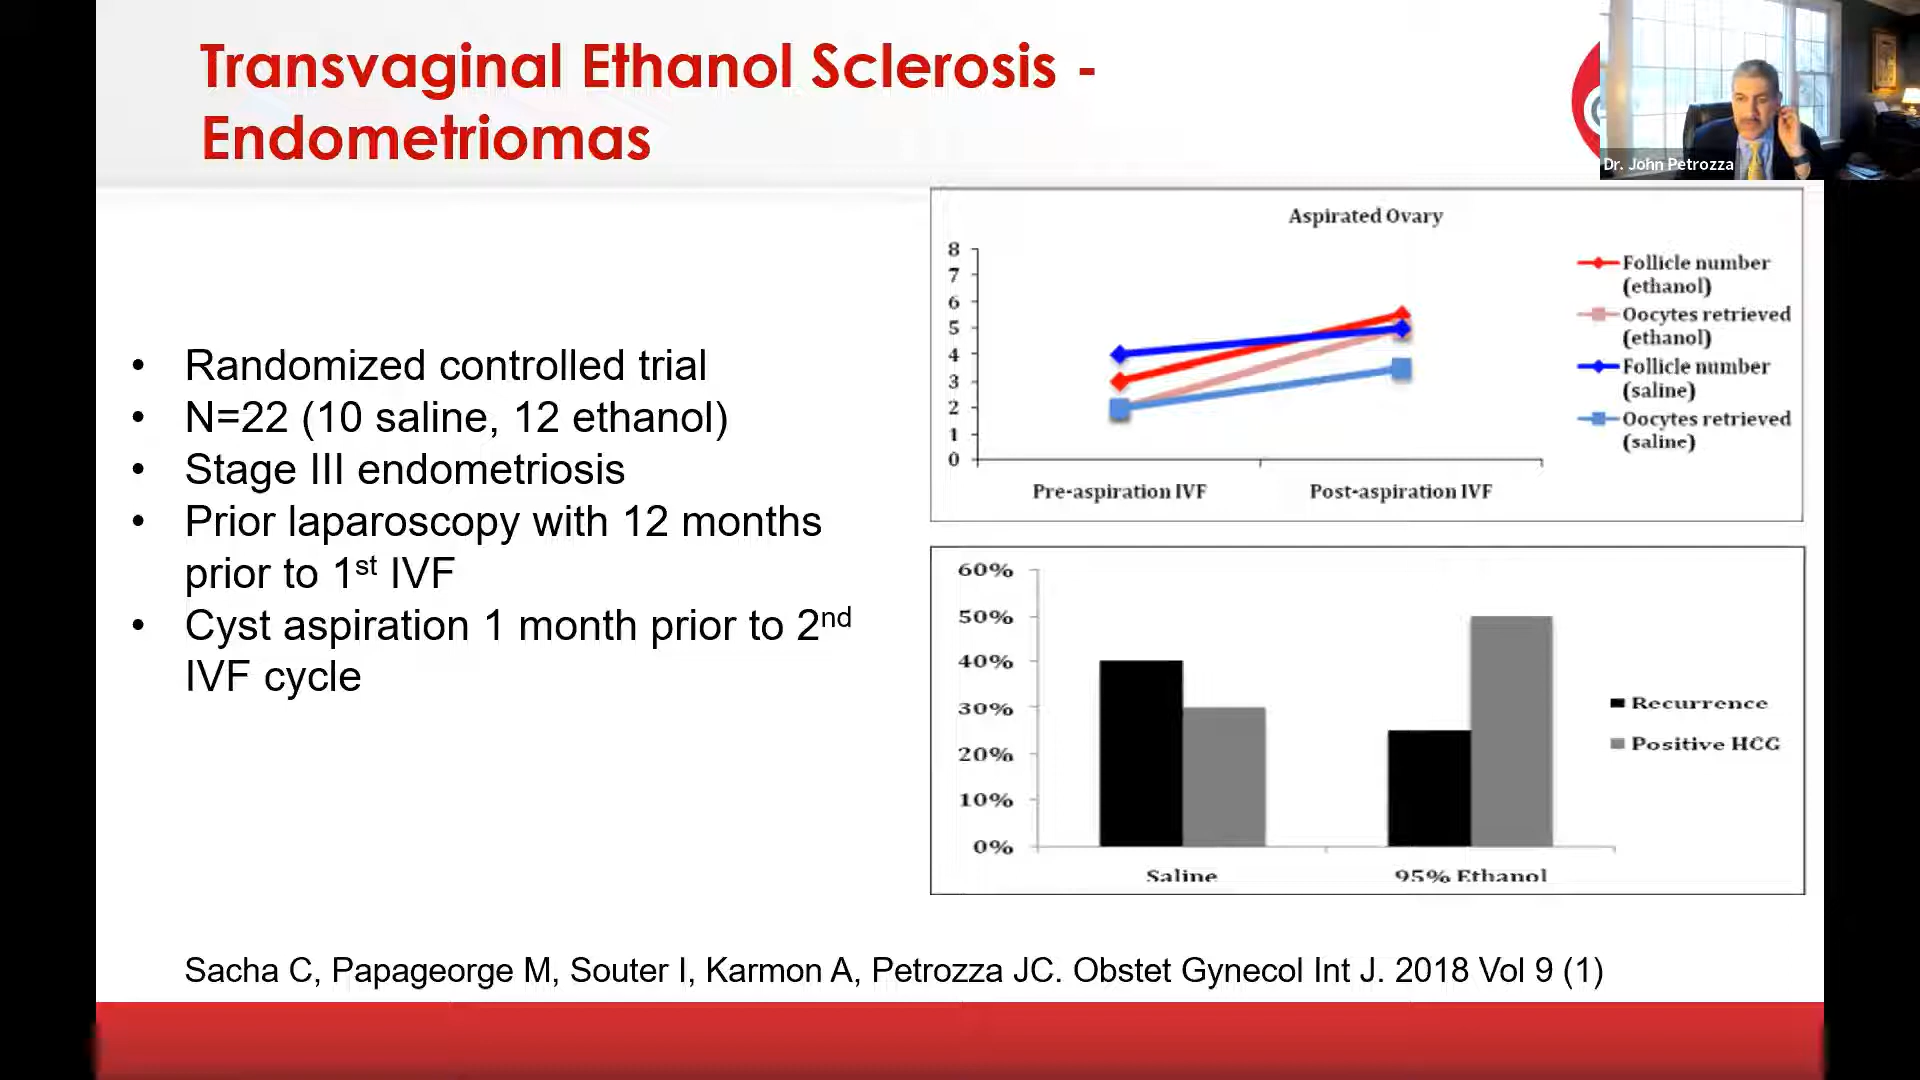 Transvaginal Ethanol Sclerosis -
Endometriomas
Dr. John Petrozza
• Randomized controlled trial
• N=22 (10 saline, 12 ethanol)
• Stage III endometriosis
• Prior laparoscopy with 12 months
prior to 1st IVF
• Cyst aspiration 1 month prior to 2nd
IVF cycle
Aspirated Ovary
8
7
6
5
4
3
2
1
0
Pre-aspiration IVF
Post-aspiration IVF
Follicle number
(ethanol)
Oocytes retrieved
(ethanol)
Follicle number
(saline)
Oocytes retrieved
(saline)
60%
50%
40%
30%
20%
10%
0%
Saline
95% Ethanol
Recurrence
Positive HCG
Sacha C, Papageorge M, Souter I, Karmon A, Petrozza JC. Obstet Gynecol Int J. 2018 Vol 9 (1)